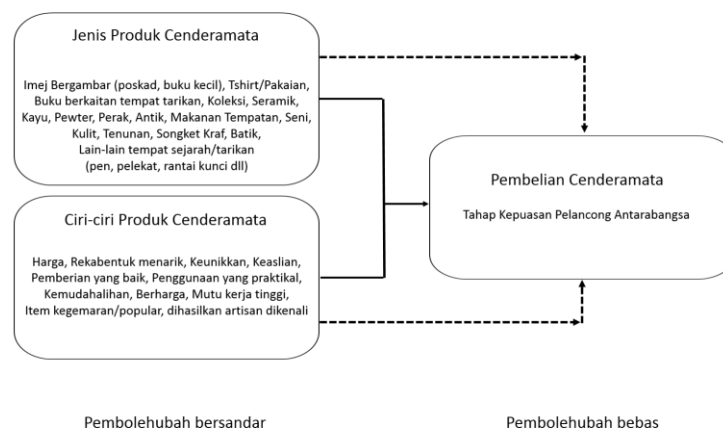 Jenis Produk Cenderamata
Imej Bergambar (poskad, buku kecil), Tshirt/Pakaian,
Buku berkaitan tempat tarikan, Koleksi, Seramik,
Kayu, Pewter, Perak, Antik, Makanan Tempatan, Seni,
Kulit, Tenunan, Songket Kraf, Batik,
Lain-lain tempat sejarah/tarikan
(pen, pelekat, rantai kunci dll)
Ciri-ciri Produk Cenderamata
Harga, Rekabentuk menarik, Keunikkan, Keaslian,
Pemberian yang baik, Penggunaan yang praktikal,
Kemudahalihan, Berharga, Mutu kerja tinggi,
Item kegemaran/popular, dihasilkan artisan dikenali
Pembelian Cenderamata
Tahap Kepuasan Pelancong Antarabangsa
Pembolehubah bersandar
Pembolehubah bebas